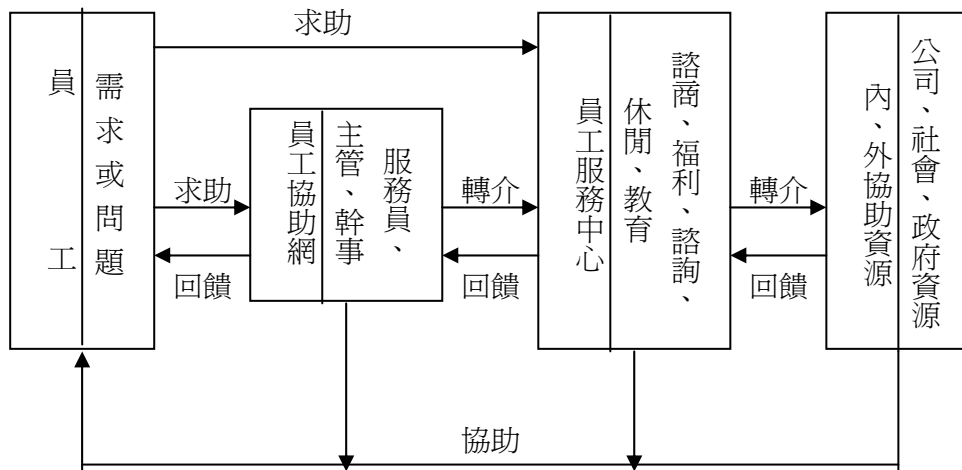 求助
員工
需求或問題
求助
回饋
員工協助網
主管、幹事
服務員、
轉介
回饋
員工服務中心
休閒、教育
諮商、福利、諮詢、
轉介
回饋
內、外協助資源
公司、社會、政府資源
協助